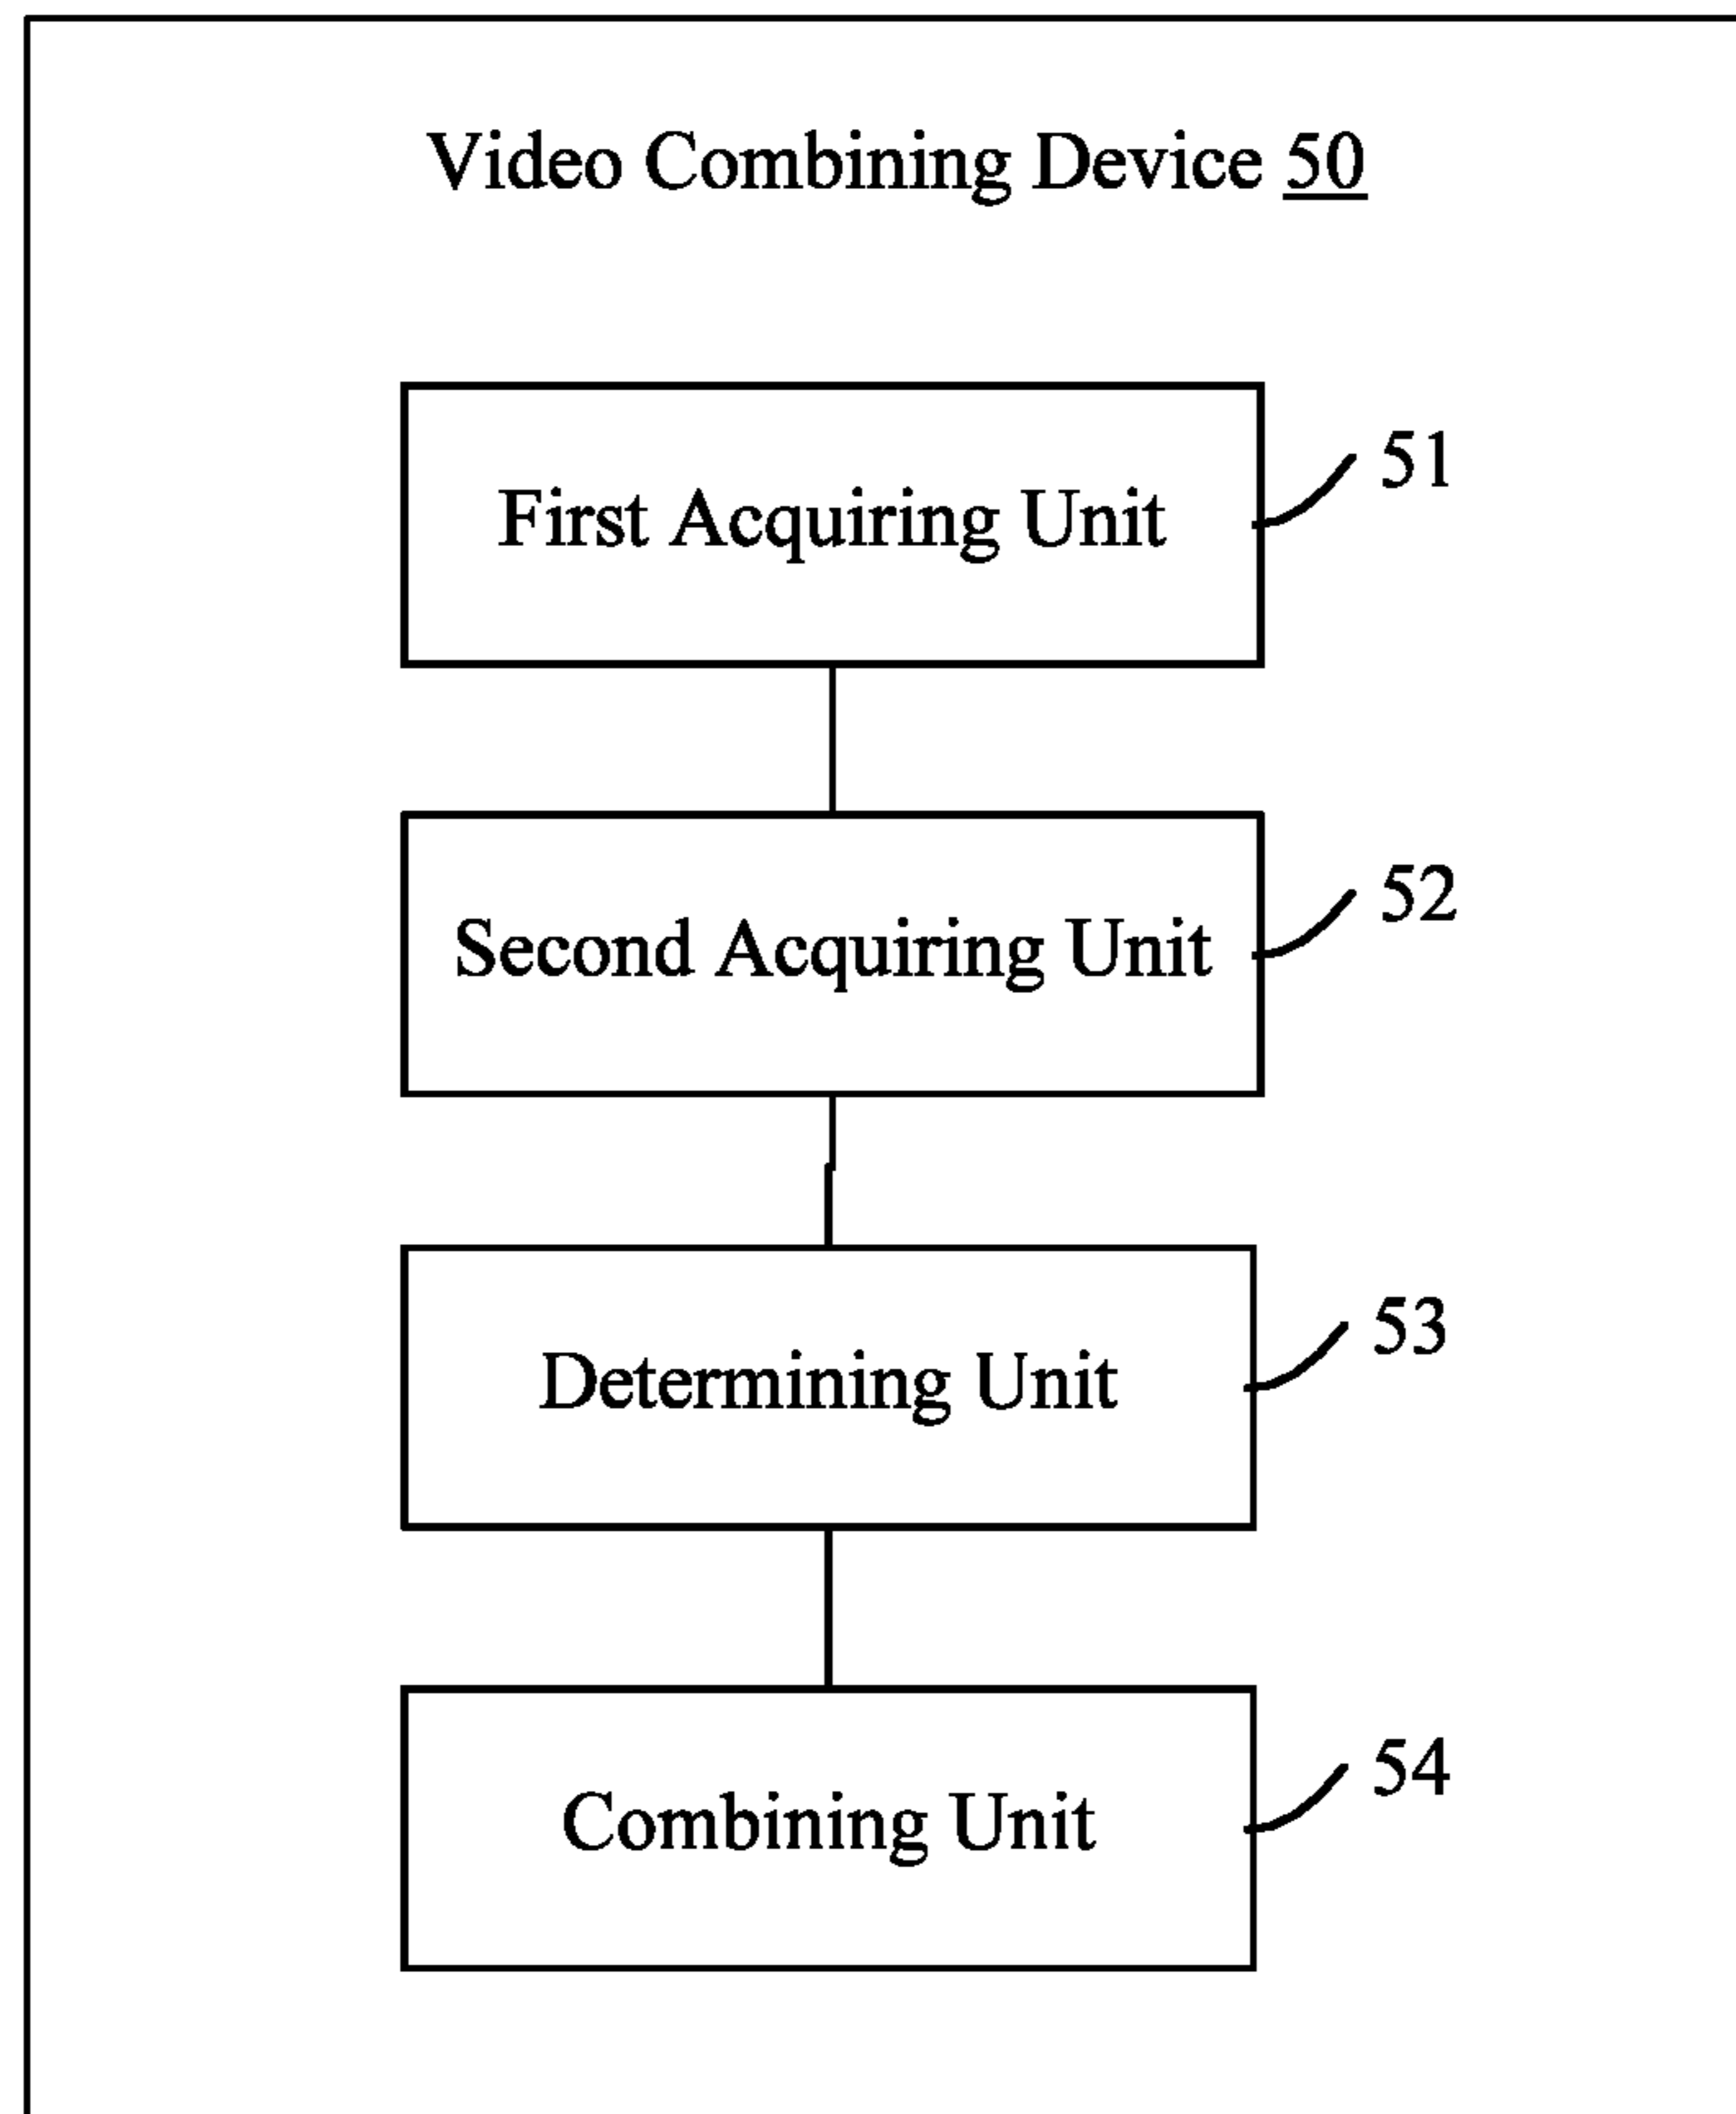 Video Combining Device 50
First Acquiring Unit
51
Second Acquiring Unit
52
Determining Unit
53
Combining Unit
54